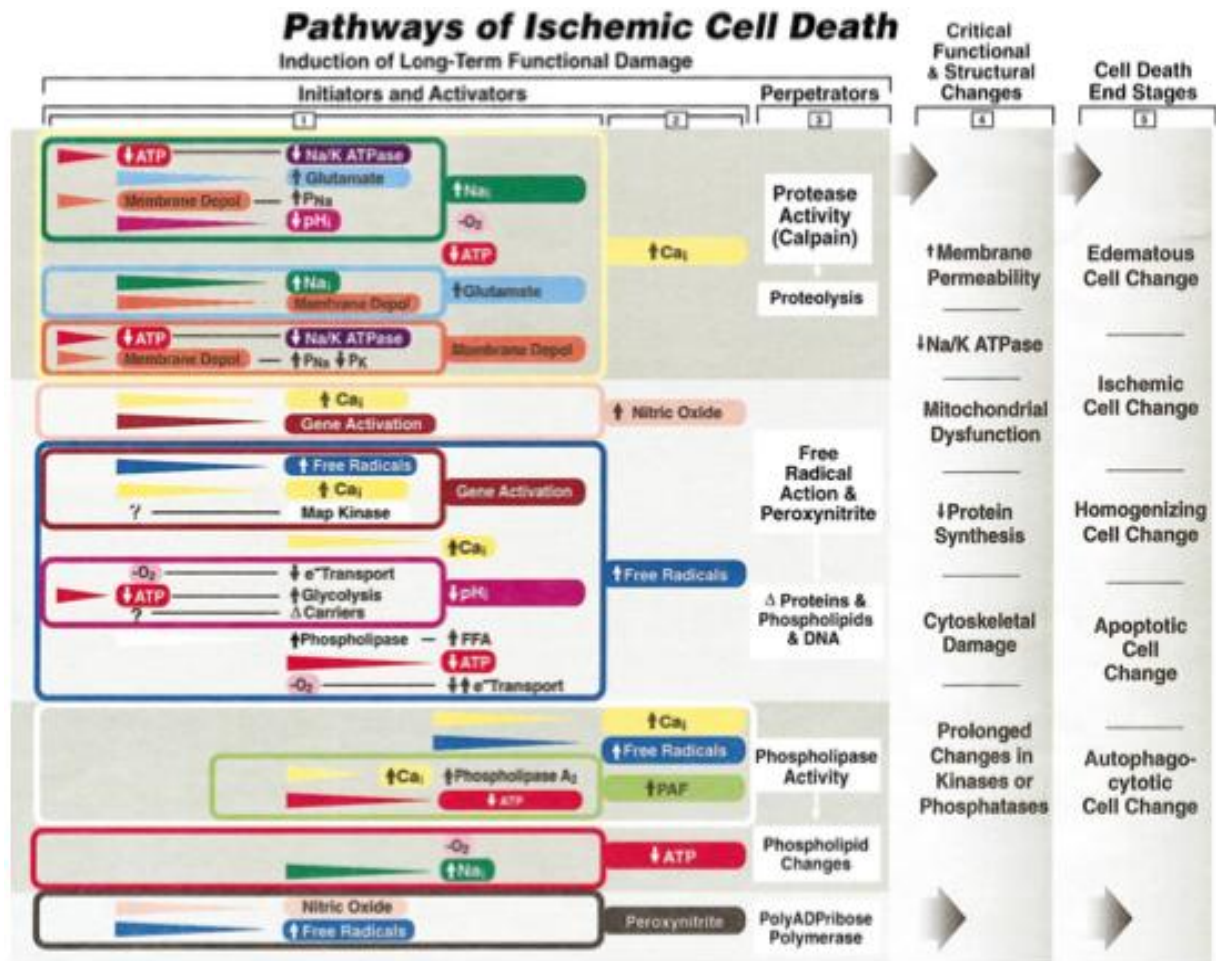 Pathways of Ischemic Cell Death
Induction of Long-Term Functional Damage
Initiators and Activators
Perpetrators
Critical
Functional
& Structural
Changes
Cell Death
End Stages
1
2
3
4
5
↓ATP
↓Na/K ATPase
↑Glutamate
Membrane Depol
↑PNa
↓pHi
↑Nai
-O2
↓ATP
↑Nai
Membrane Depol
↑Glutamate
↓ATP
↓Na/K ATPase
Membrane Depol
↑PNa ↓PK
Membrane Depol
↑Cai
Protease
Activity
(Calpain)
Proteolysis
↑Cai
Gene Activation
↑ Nitric Oxide
↑Free Radicals
↑Cai
? Map Kinase
Gene Activation
↑Cai
-O2
↓ e-Transport
↓ATP
↑Glycolysis
? Δ Carriers
↓pHi
↑Phospholipase
↑FFA
↓ATP
-O2
↓↑e-Transport
↑Free Radicals
Free
Radical
Action &
Peroxynitrite
Δ Proteins &
Phospholipids
& DNA
↑Cai
↑Free Radicals
↑Cai
↑Phospholipase A2
↓ATP
↑PAF
Phospholipase
Activity
-O2
↑Nai
↓ATP
Phospholipid
Changes
Nitric Oxide
↑Free Radicals
Peroxynitrite
PolyADPribose
Polymerase
↑Membrane
Permeability
↓Na/K ATPase
Mitochondrial
Dysfunction
↓Protein
Synthesis
Cytoskeletal
Damage
Prolonged
Changes in
Kinases or
Phosphatases
Edematous
Cell Change
Ischemic
Cell Change
Homogenizing
Cell Change
Apoptotic
Cell
Change
Autophago-
cytotic
Cell Change